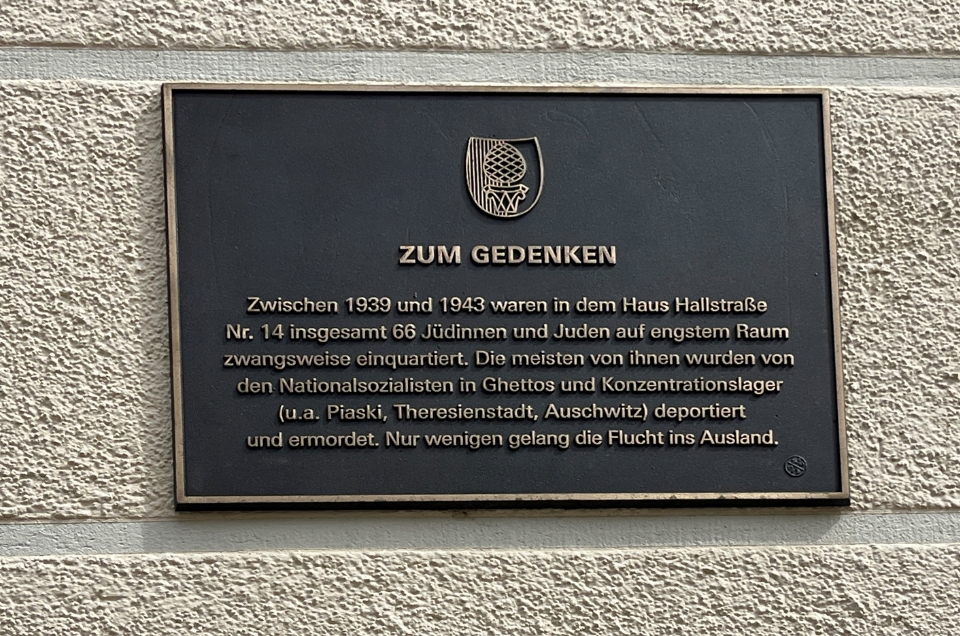 ZUM GEDENKEN
Zwischen 1939 und 1943 waren in dem Haus Hallstraße
Nr. 14 insgesamt 66 Jüdinnen und Juden auf engstem Raum
zwangsweise einquartiert. Die meisten von ihnen wurden von
den Nationalsozialisten in Ghettos und Konzentrationslager
(u.a. Piaski, Theresienstadt, Auschwitz) deportiert
und ermordet. Nur wenigen gelang die Flucht ins Ausland.